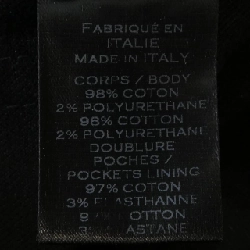 FABRIQUÉ EN
ITALIE
MADE IN ITALY
CORPS / BODY
98% COTON
2% POLYURETHANE
98% COTTON
2% POLYURETHANE
DOUBLURE
POCHES /
POCKETS LINING
97% COTON
3% ELASTHANNE